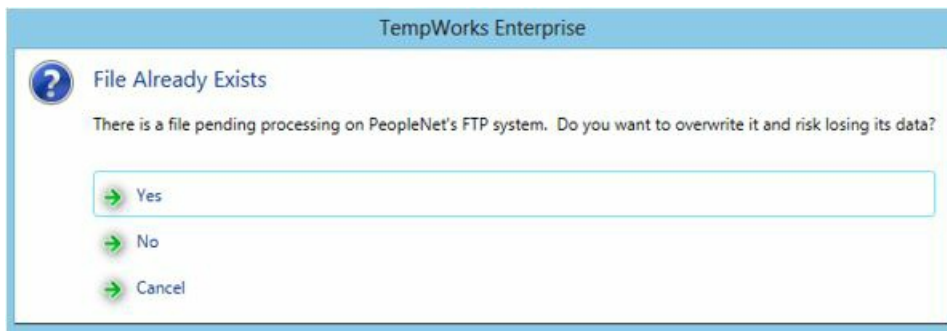 TempWorks Enterprise
File Already Exists
There is a file pending processing on PeopleNet's FTP system. Do you want to overwrite it and risk losing its data?
Yes
No
Cancel